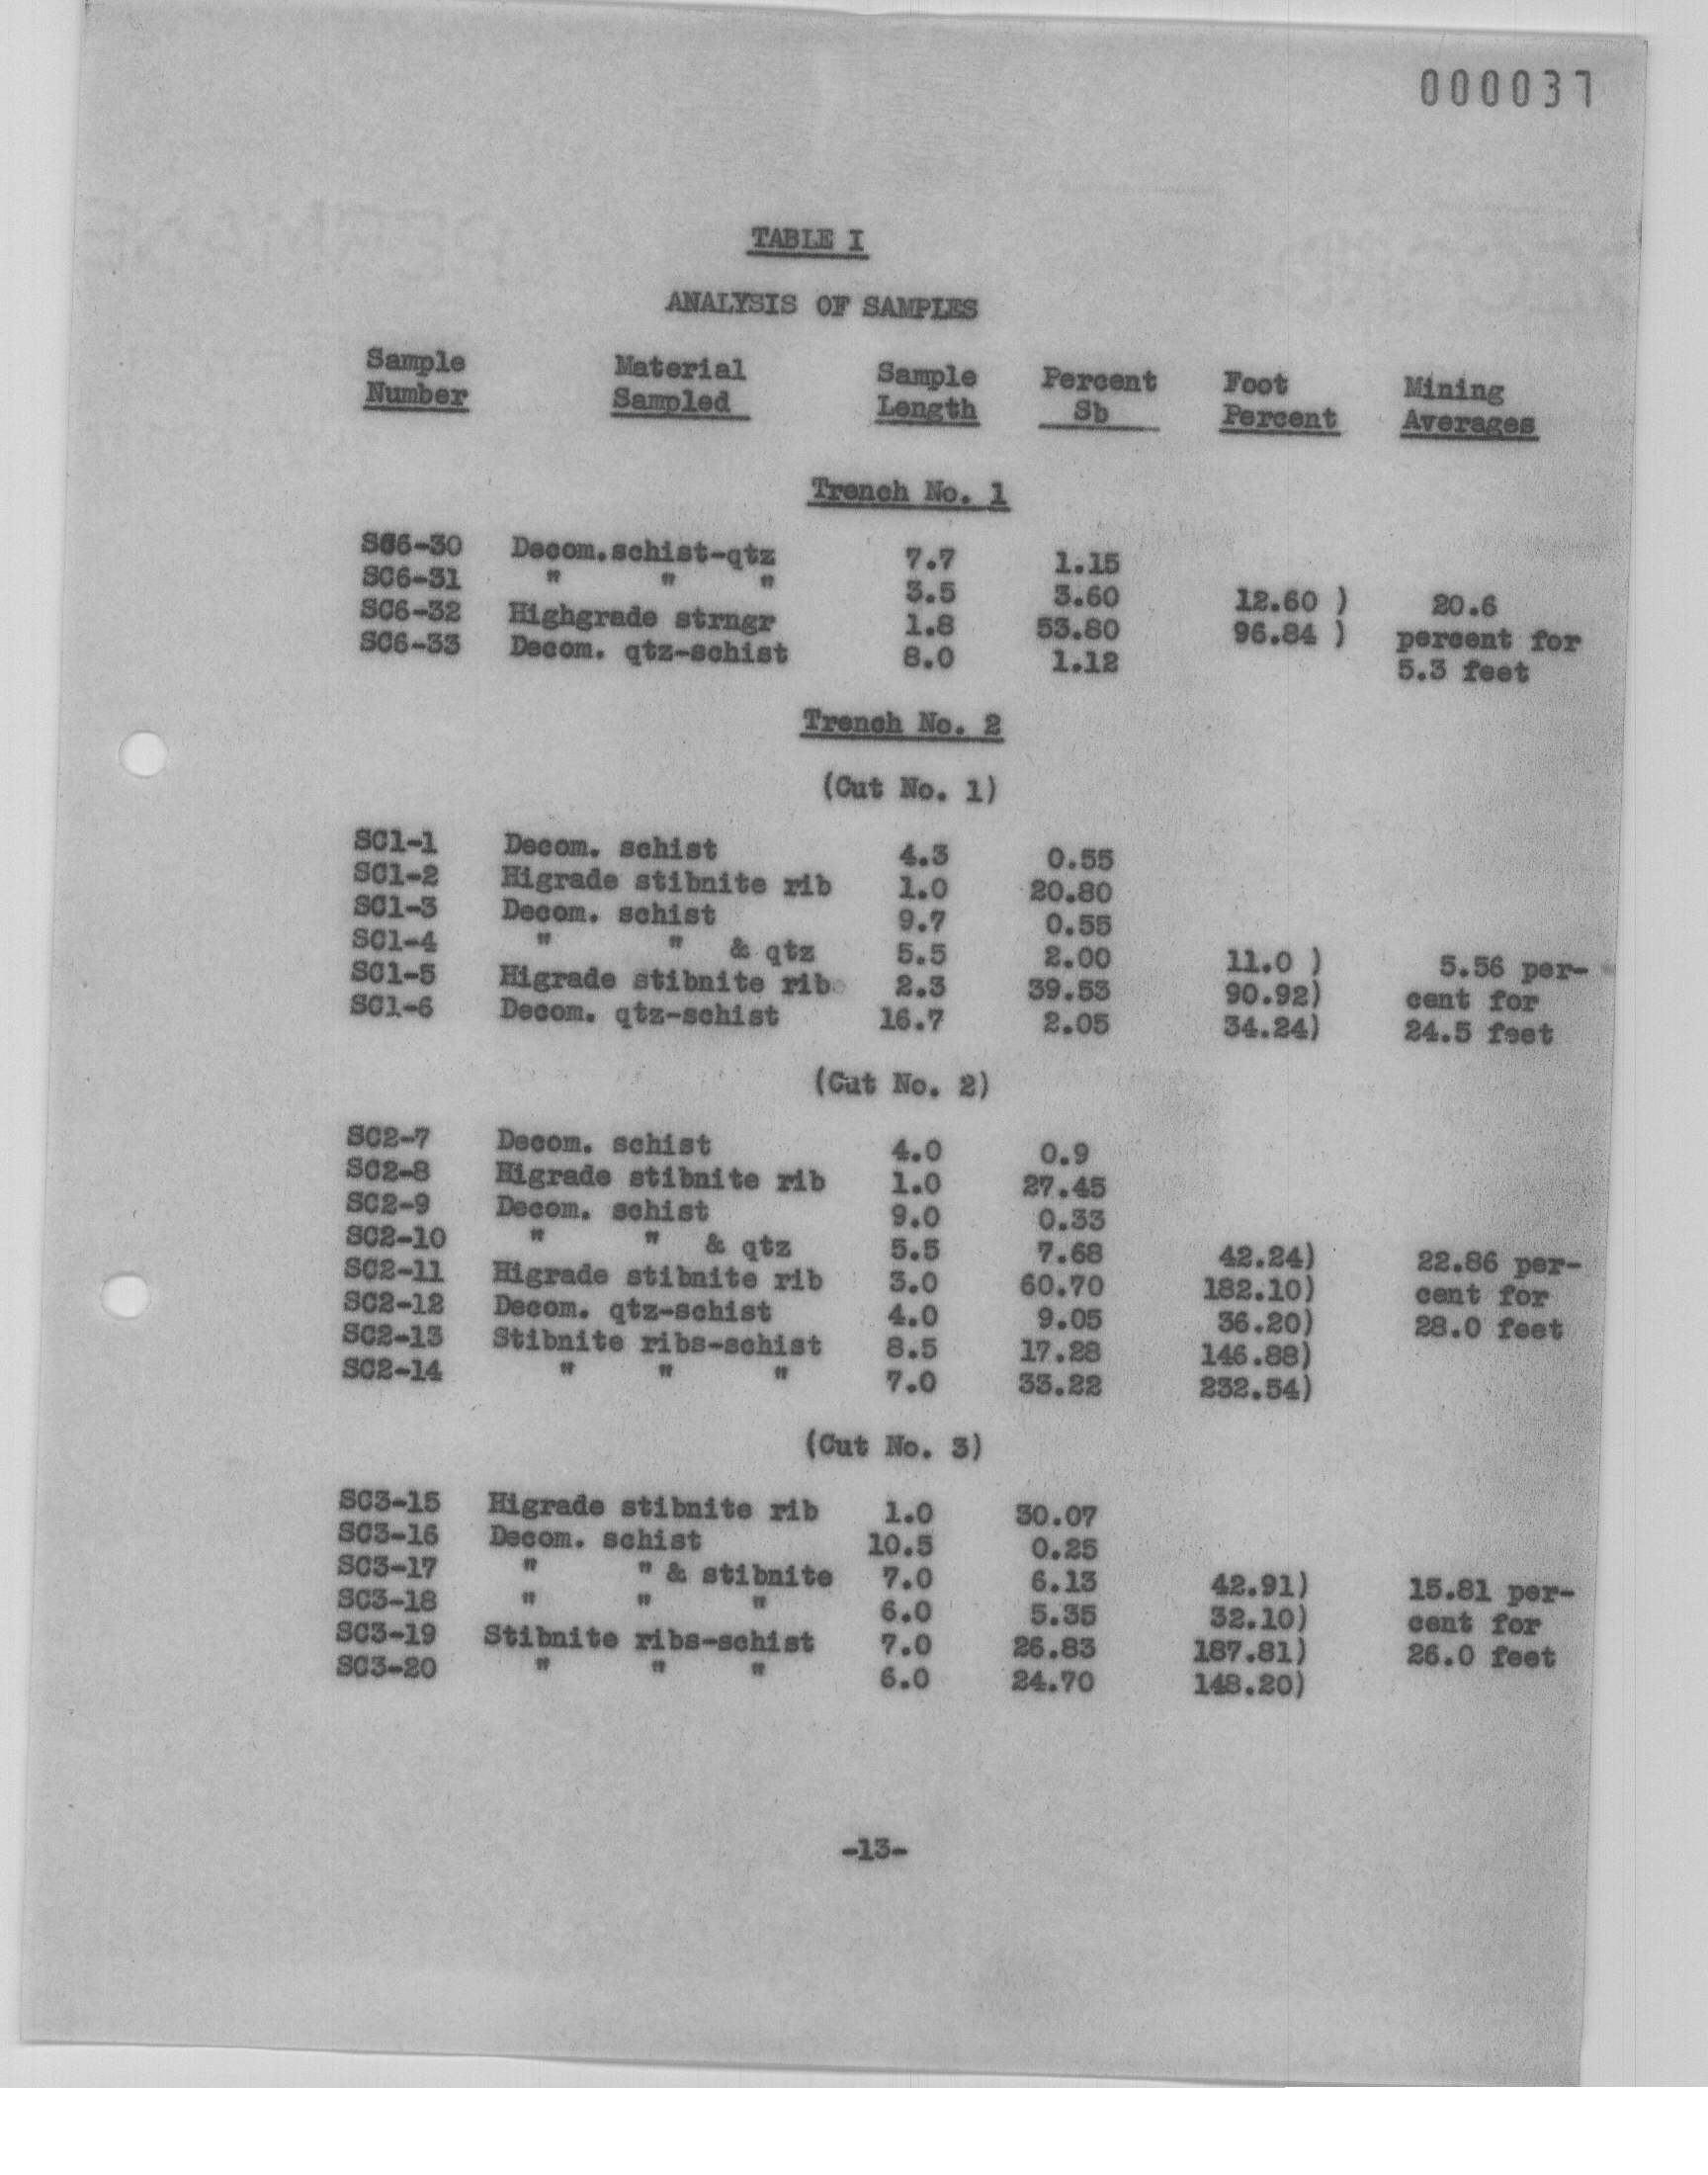 000037
TABLE I
ANALYSIS OF SAMPLES
Sample Material Sample Percent Foot Mining
Number Sampled Length Sb Percent Averages
Trench No. 1
SC6-30 Decom.schist-qtz 7.7 1.15
SC6-31 " " " 3.5 3.60 12.60 ) 20.6
SC6-32 Highgrade strngr 1.8 53.80 96.84 ) percent for
SC6-33 Decom. qtz-schist 8.0 1.12 5.3 feet
Trench No. 2
(Cut No. 1)
SC1-1 Decom. schist 4.3 0.55
SC1-2 Higrade stibnite rib 1.0 20.80
SC1-3 Decom. schist 9.7 0.55
SC1-4 " " & qtz 5.5 2.00 11.0 ) 5.56 per-
SC1-5 Higrade stibnite rib 2.3 39.53 90.92) cent for
SC1-6 Decom. qtz-schist 16.7 2.05 34.24) 24.5 feet
(Cut No. 2)
SC2-7 Decom. schist 4.0 0.9
SC2-8 Higrade stibnite rib 1.0 27.45
SC2-9 Decom. schist 9.0 0.33
SC2-10 " " & qtz 5.5 7.68 42.24) 22.86 per-
SC2-11 Higrade stibnite rib 3.0 60.70 182.10) cent for
SC2-12 Decom. qtz-schist 4.0 9.05 36.20) 28.0 feet
SC2-13 Stibnite ribs-schist 8.5 17.28 146.88)
SC2-14 " " " 7.0 33.22 232.54)
(Cut No. 3)
SC3-15 Higrade stibnite rib 1.0 30.07
SC3-16 Decom. schist 10.5 0.25
SC3-17 " " & stibnite 7.0 6.13 42.91) 15.81 per-
SC3-18 " " " 6.0 5.35 32.10) cent for
SC3-19 Stibnite ribs-schist 7.0 26.83 187.81) 26.0 feet
SC3-20 " " " 6.0 24.70 148.20)
-13-